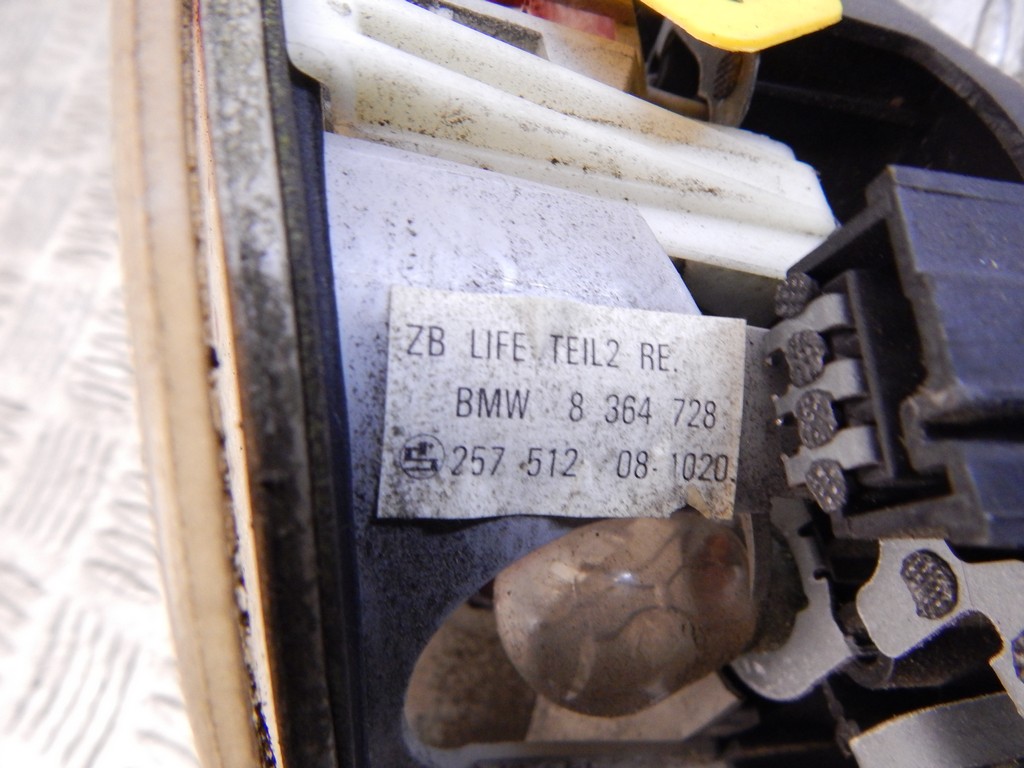 ZB LIFE TEIL2 RE.
BMW 8 364 728
257 512 08-1020.